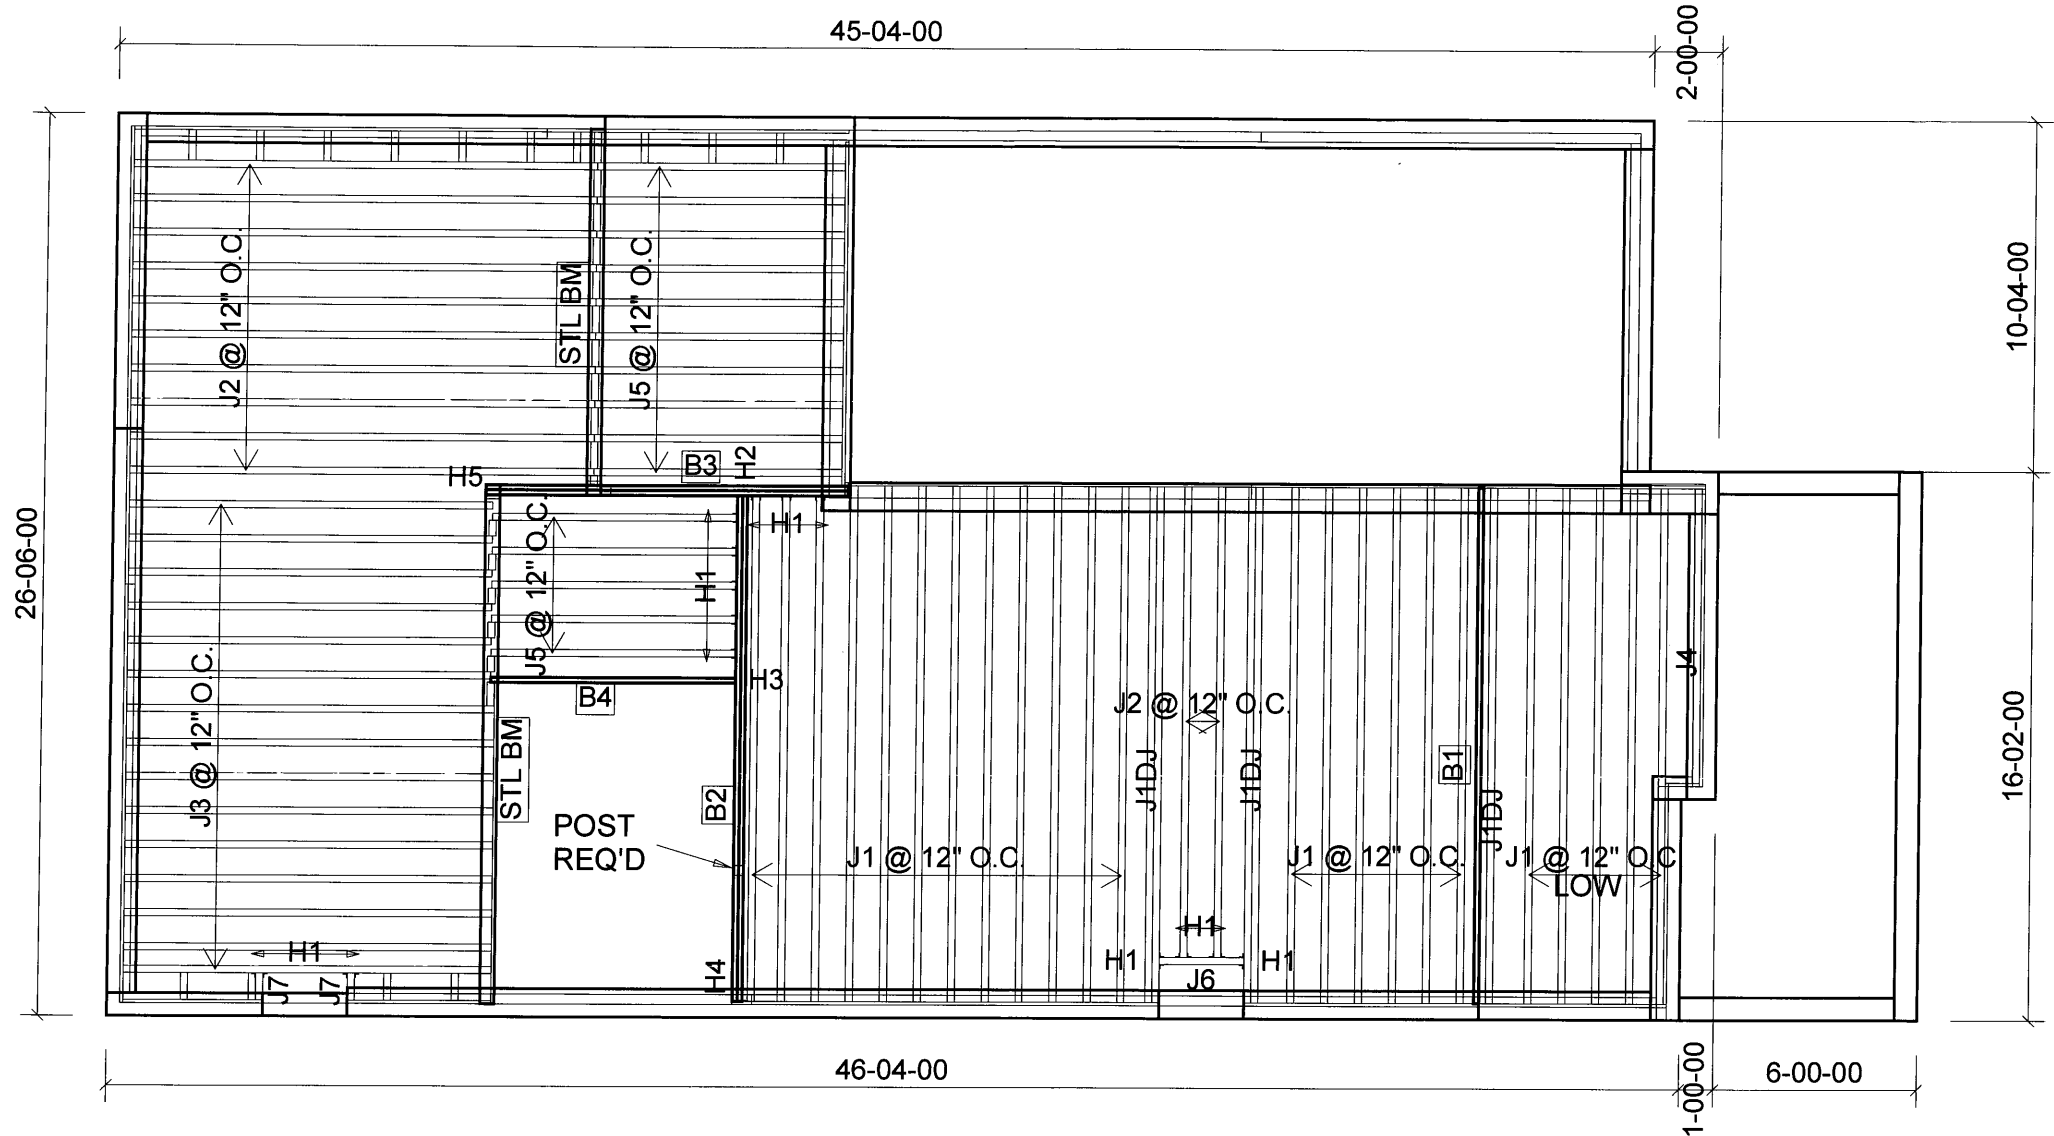 45-04-00
2-00-00
10-04-00
J2 @ 12" O.C.
STL BM
J5 @ 12" O.C.
B3
H2
H5
26-06-00
J5 @ 12" O.C.
H1
H1
J3 @ 12" O.C.
B4
H3
J4
J2 @ 12" O.C.
16-02-00
STL BM
B2
J1DJ
J1DJ
B1
J1DJ
POST
REQ'D
J1 @ 12" O.C.
J1 @ 12" O.C.
J1 @ 12" O.C
LOW
H1
H1
H1
H1
H4
J7
J7
J6
46-04-00
1-00-00
6-00-00